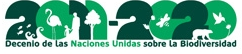 2011-2020
Decenio de las Naciones Unidas sobre la Biodiversidad